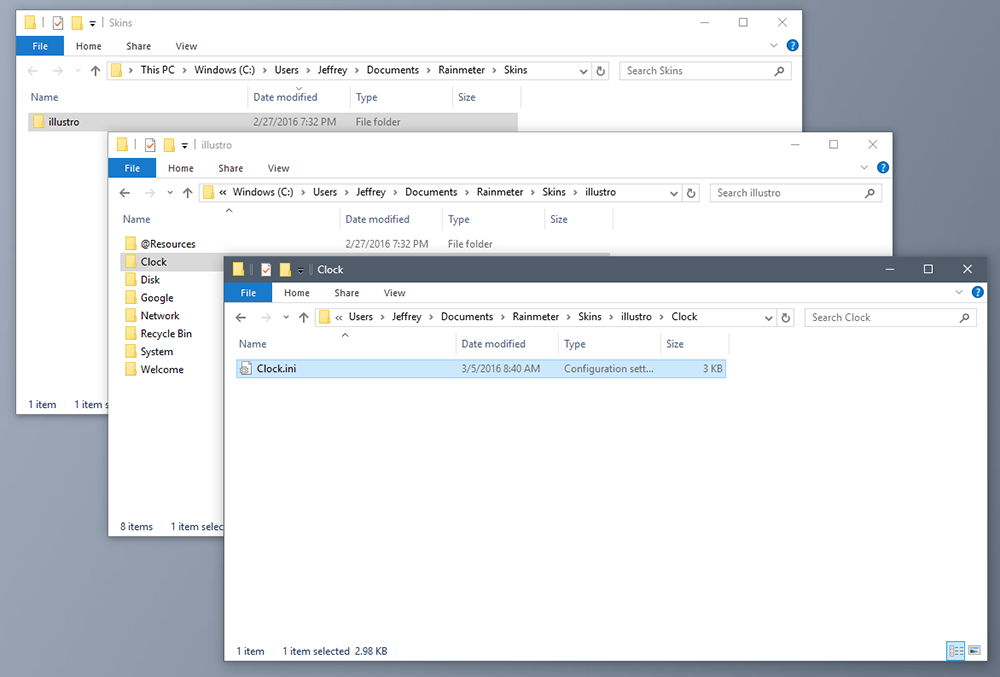 Skins
File Home Share View
This PC > Windows (C:) > Users > Jeffrey > Documents > Rainmeter > Skins Search Skins
Name Date modified Type Size
illustro 2/27/2016 7:32 PM File folder
1 item 1 item s
illustro
File Home Share View
« Windows (C:) > Users > Jeffrey > Documents > Rainmeter > Skins > illustro Search illustro
Name Date modified Type Size
@Resources 2/27/2016 7:32 PM File folder
Clock
Disk
Google
Network
Recycle Bin
System
Welcome
8 items 1 item selec
Clock
File Home Share View
« Users > Jeffrey > Documents > Rainmeter > Skins > illustro > Clock Search Clock
Name Date modified Type Size
Clock.ini 3/5/2016 8:40 AM Configuration sett... 3 KB
1 item 1 item selected 2.98 KB